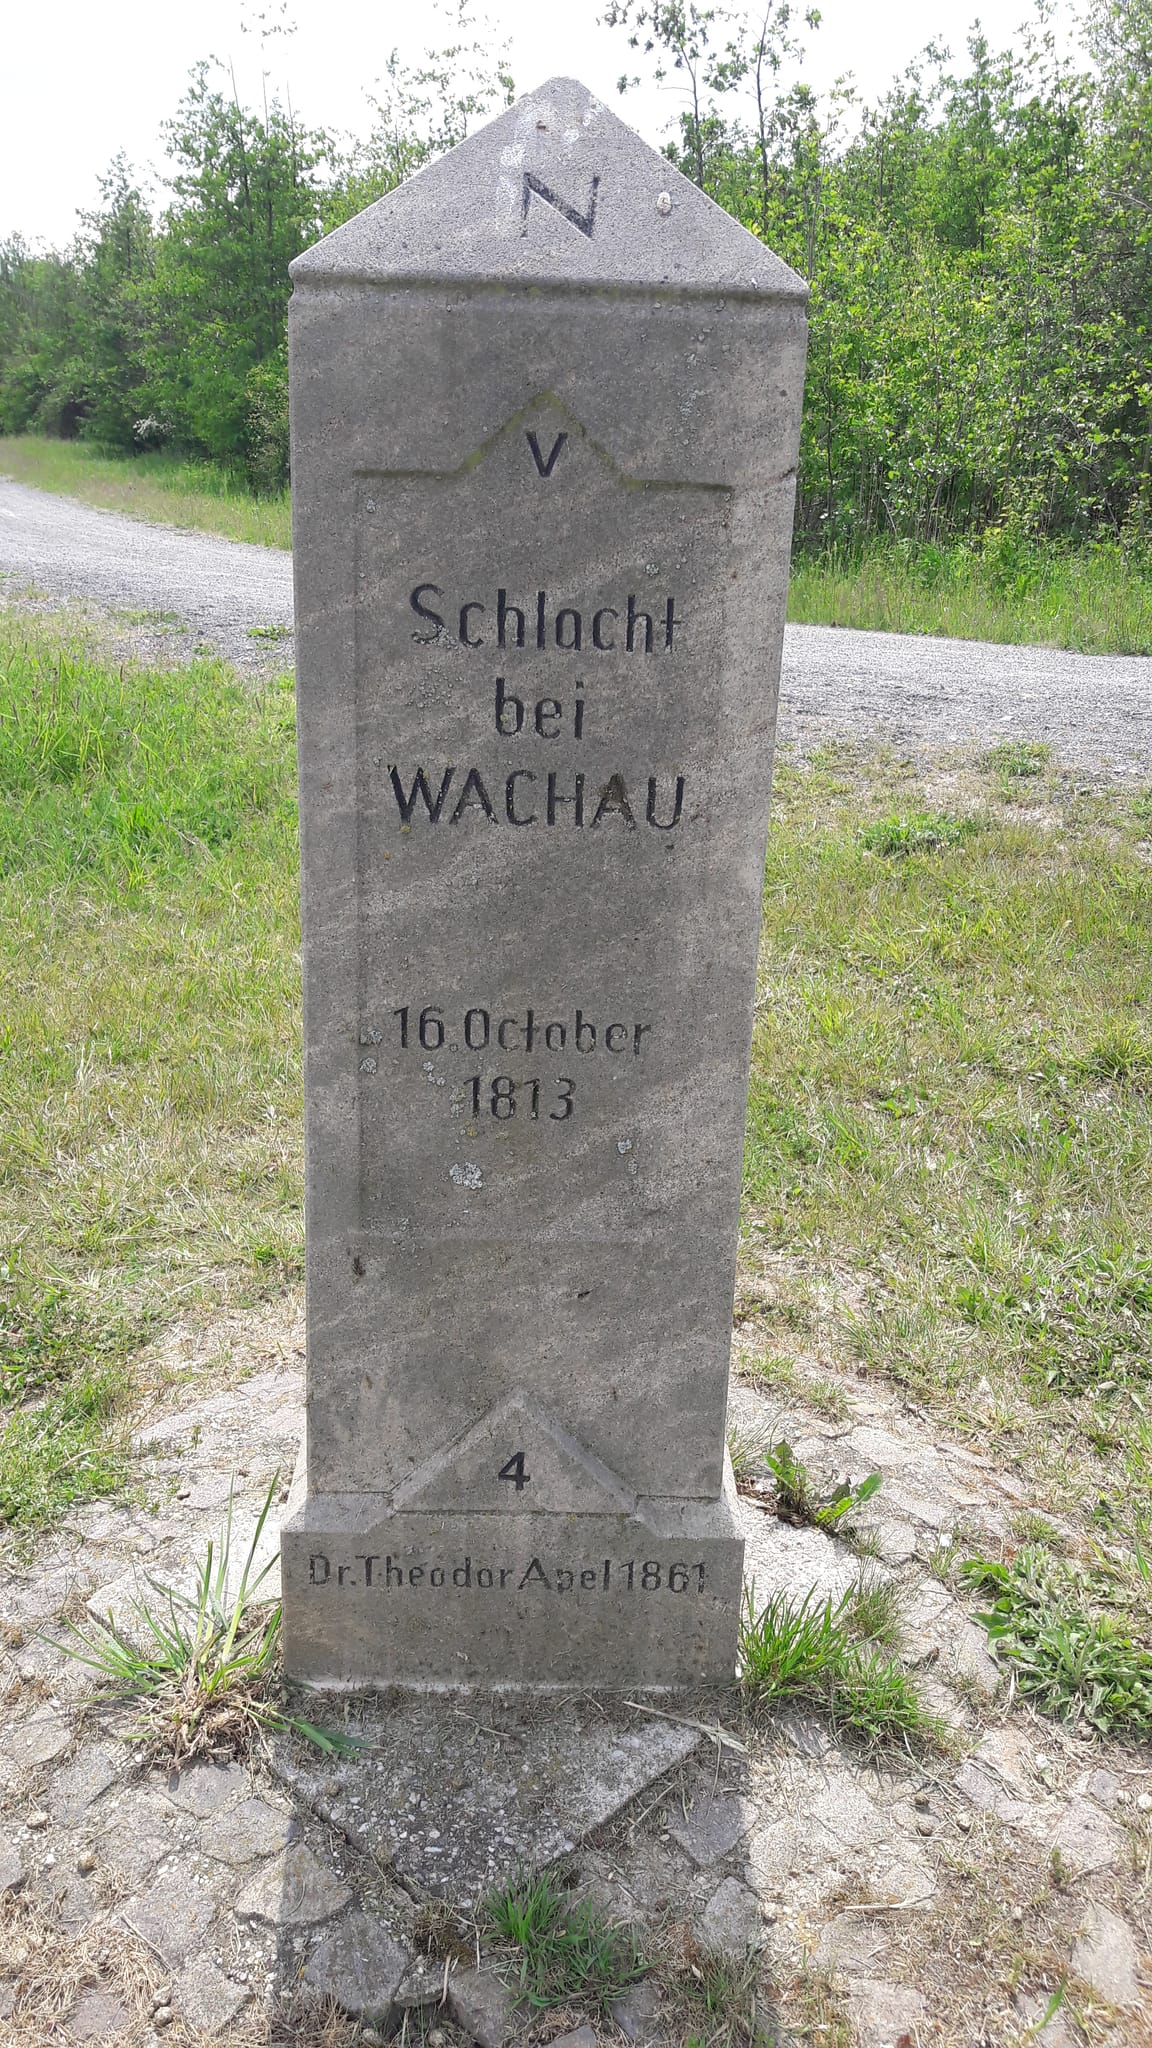 N
V
Schlacht
bei
WACHAU
16.October
1813
4
Dr.Theodor Apel 1861